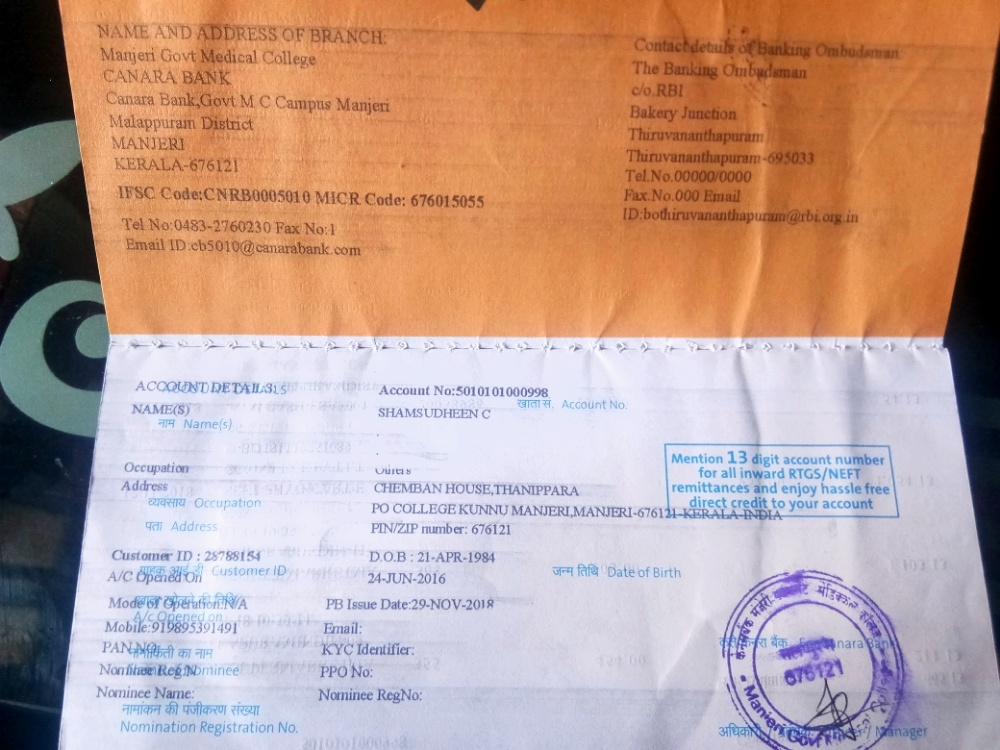 NAME AND ADDRESS OF BRANCH:
Manjeri Govt Medical College
CANARA BANK
Canara Bank,Govt M C Campus Manjeri
Malappuram District
MANJERI
KERALA-676121
IFSC Code:CNRB0005010 MICR Code: 676015055
Tel No:0483-2760230 Fax No:1
Email ID:cb5010@canarabank.com
Contact details of Banking Ombudsman
The Banking Ombudsman
c/o.RBI
Bakery Junction
Thiruvananthapuram
Thiruvananthapuram-695033
Tel.No.00000/0000
Fax.No.000 Email
ID:bothiruvananthapuram@rbi.org.in
ACCOUNT DETAILS
Account No:5010101000998
खाता सं. Account No.
NAME(S)
SHAMSUDHEEN C
नाम Name(s)
Mention 13 digit account number
for all inward RTGS/NEFT
remittances and enjoy hassle free
direct credit to your account
Occupation
Others
Address
CHEMBAN HOUSE,THANIPPARA
व्यवसाय Occupation
PO COLLEGE KUNNU MANJERI,MANJERI-676121-KERALA-INDIA
पता Address
PIN/ZIP number: 676121
Customer ID : 28788154
D.O.B : 21-APR-1984
ग्राहक आई.डी Customer ID
जन्म तिथि Date of Birth
A/C Opened On
24-JUN-2016
Mode of Operation:N/A
PB Issue Date:29-NOV-2018
A/c Opened on
Mobile:919895391491
Email:
PAN NO:
KYC Identifier:
नामिती का नाम
Nominee Reg N
Nominee
PPO No:
Nominee Name:
Nominee RegNo:
नामांकन की पंजीकरण संख्या
Nomination Registration No.
केनरा बैंक
Canara Bank
676121
Manjeri Gov
Manager